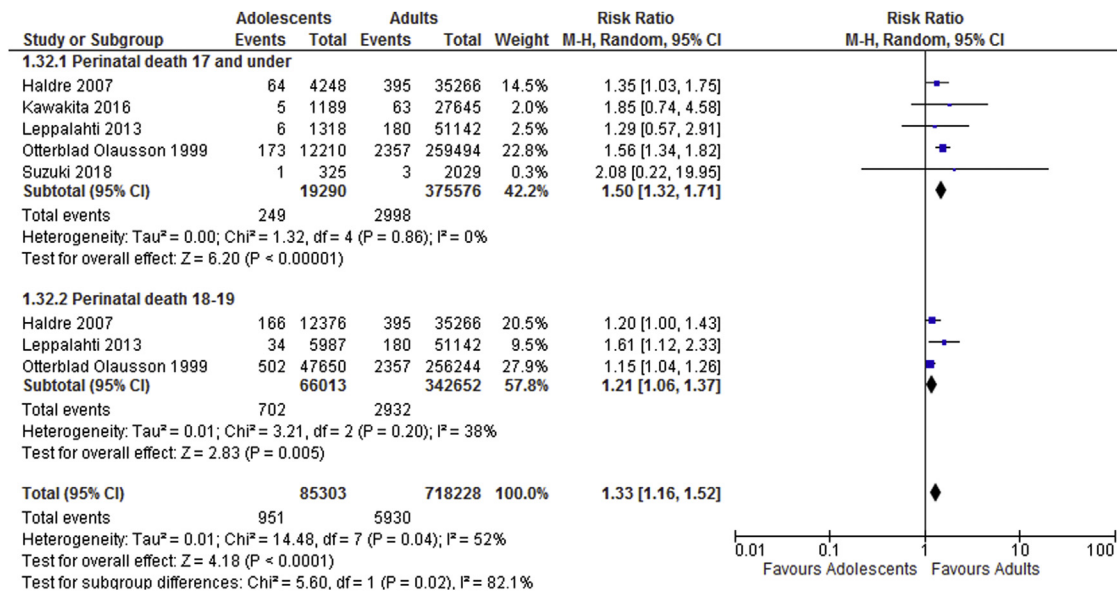 Adolescents Adults Risk Ratio Risk Ratio
Study or Subgroup Events Total Events Total Weight M-H, Random, 95% CI M-H, Random, 95% CI
1.32.1 Perinatal death 17 and under
Haldre 2007 64 4248 395 35266 14.5% 1.35 [1.03, 1.75]
Kawakita 2016 5 1189 63 27645 2.0% 1.85 [0.74, 4.58]
Leppalahti 2013 6 1318 180 51142 2.5% 1.29 [0.57, 2.91]
Otterblad Olausson 1999 173 12210 2357 259494 22.8% 1.56 [1.34, 1.82]
Suzuki 2018 1 325 3 2029 0.3% 2.08 [0.22, 19.95]
Subtotal (95% CI) 19290 375576 42.2% 1.50 [1.32, 1.71]
Total events 249 2998
Heterogeneity: Tau² = 0.00; Chi² = 1.32, df = 4 (P = 0.86); I² = 0%
Test for overall effect: Z = 6.20 (P < 0.00001)
1.32.2 Perinatal death 18-19
Haldre 2007 166 12376 395 35266 20.5% 1.20 [1.00, 1.43]
Leppalahti 2013 34 5987 180 51142 9.5% 1.61 [1.12, 2.33]
Otterblad Olausson 1999 502 47650 2357 256244 27.9% 1.15 [1.04, 1.26]
Subtotal (95% CI) 66013 342652 57.8% 1.21 [1.06, 1.37]
Total events 702 2932
Heterogeneity: Tau² = 0.01; Chi² = 3.21, df = 2 (P = 0.20); I² = 38%
Test for overall effect: Z = 2.83 (P = 0.005)
Total (95% CI) 85303 718228 100.0% 1.33 [1.16, 1.52]
Total events 951 5930
Heterogeneity: Tau² = 0.01; Chi² = 14.48, df = 7 (P = 0.04); I² = 52%
Test for overall effect: Z = 4.18 (P < 0.0001)
Test for subgroup differences: Chi² = 5.60, df = 1 (P = 0.02), I² = 82.1%
0.01 0.1 1 10 100
Favours Adolescents Favours Adults